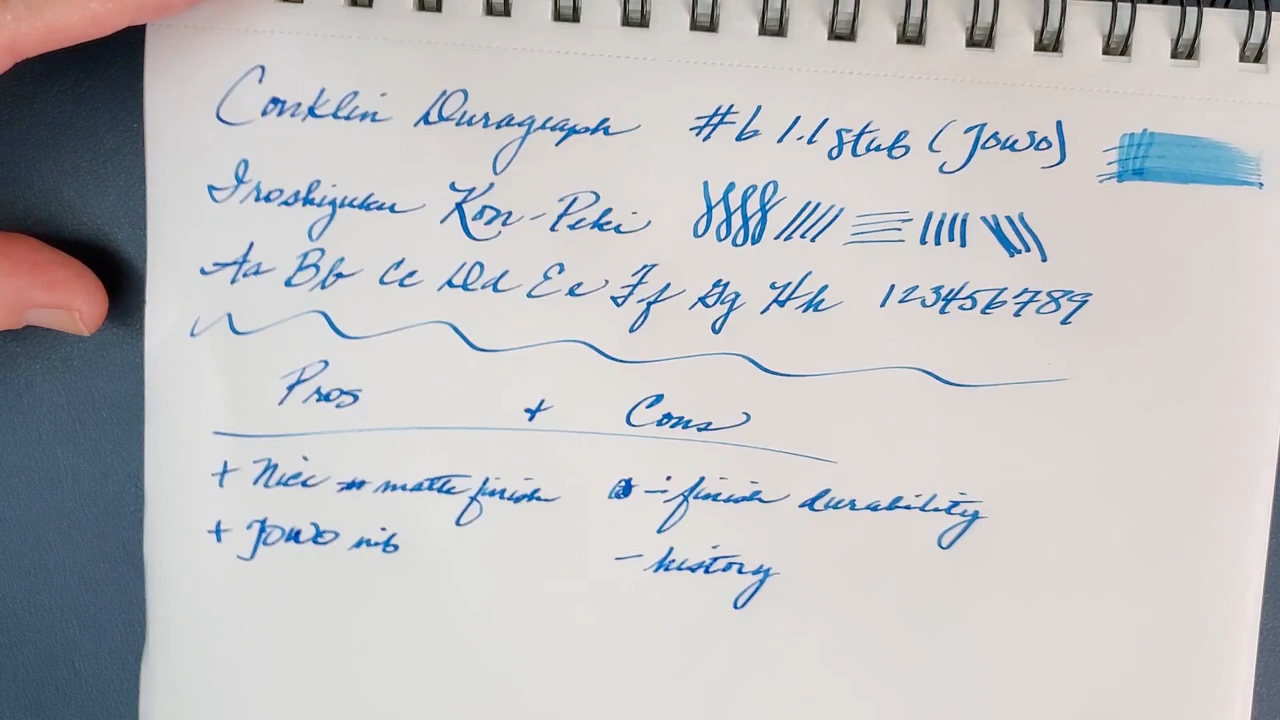 Conklin Duragraph #6 1.1 stub (Jowo)
Iroshizuku Kon-Peki
Aa Bb Cc Dd Ee Ff Gg Hh 123456789
Pros + Cons
+ Nice matte finish - finish durability
+ Jowo nib - history